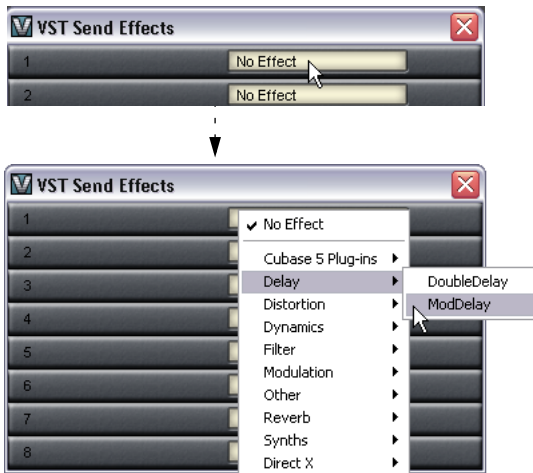 VST Send Effects
1 No Effect
2 No Effect
VST Send Effects
1
✓ No Effect
2
Cubase 5 Plug-ins
3
Delay
DoubleDelay
ModDelay
4
Distortion
Dynamics
5
Filter
Modulation
6
Other
7
Reverb
Synths
8
Direct X